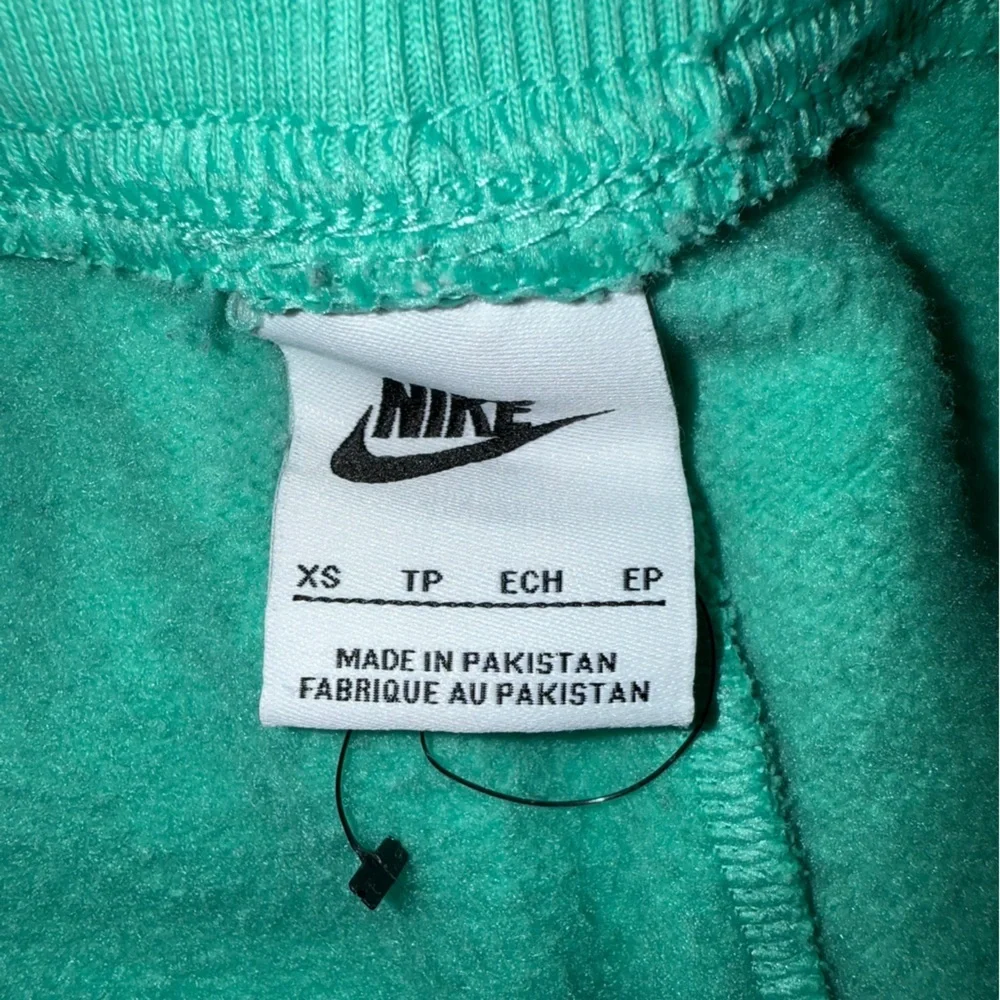 NIKE
XS TP ECH EP
MADE IN PAKISTAN
FABRIQUE AU PAKISTAN